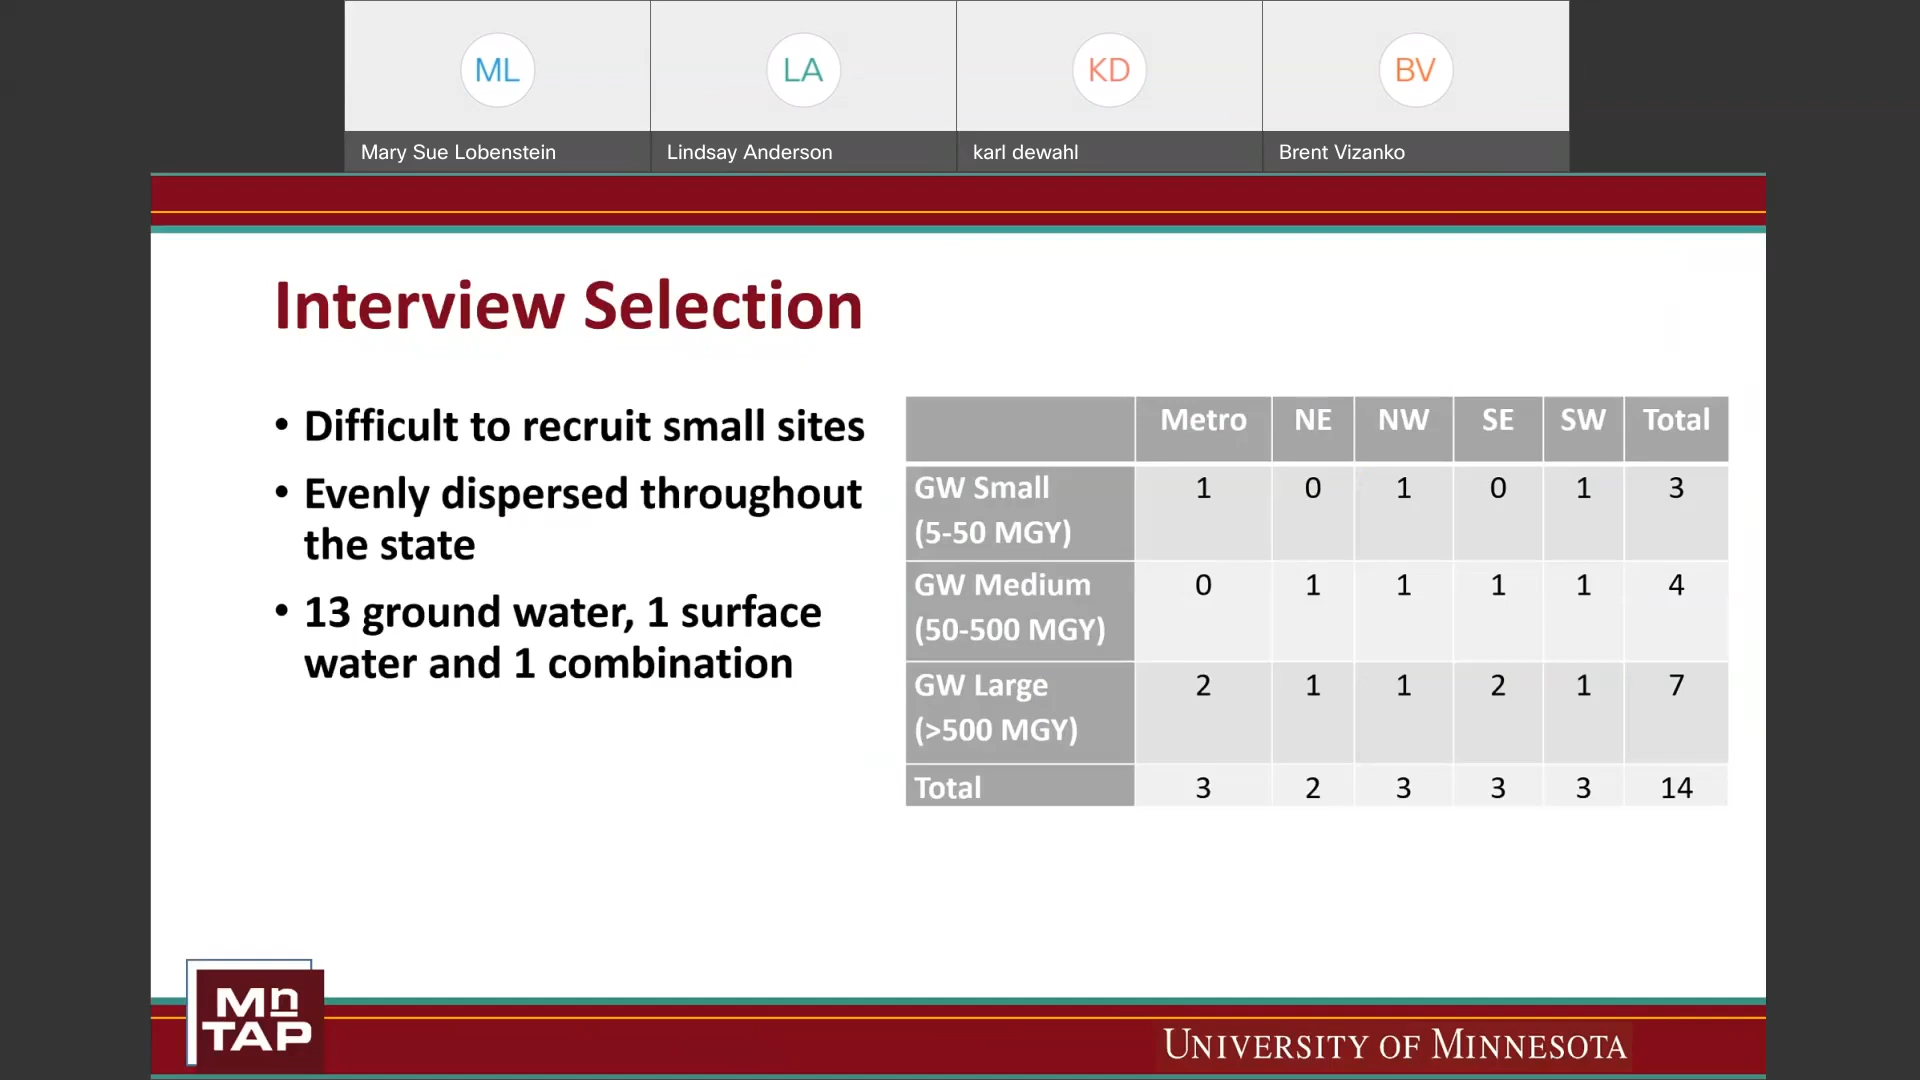 ML
LA
KD
BV
Mary Sue Lobenstein
Lindsay Anderson
karl dewahl
Brent Vizanko
Interview Selection
• Difficult to recruit small sites
• Evenly dispersed throughout
the state
• 13 ground water, 1 surface
water and 1 combination
Metro NE NW SE SW Total
GW Small
(5-50 MGY)
1 0 1 0 1 3
GW Medium
(50-500 MGY)
0 1 1 1 1 4
GW Large
(>500 MGY)
2 1 1 2 1 7
Total 3 2 3 3 3 14
Mn
TAP
UNIVERSITY OF MINNESOTA